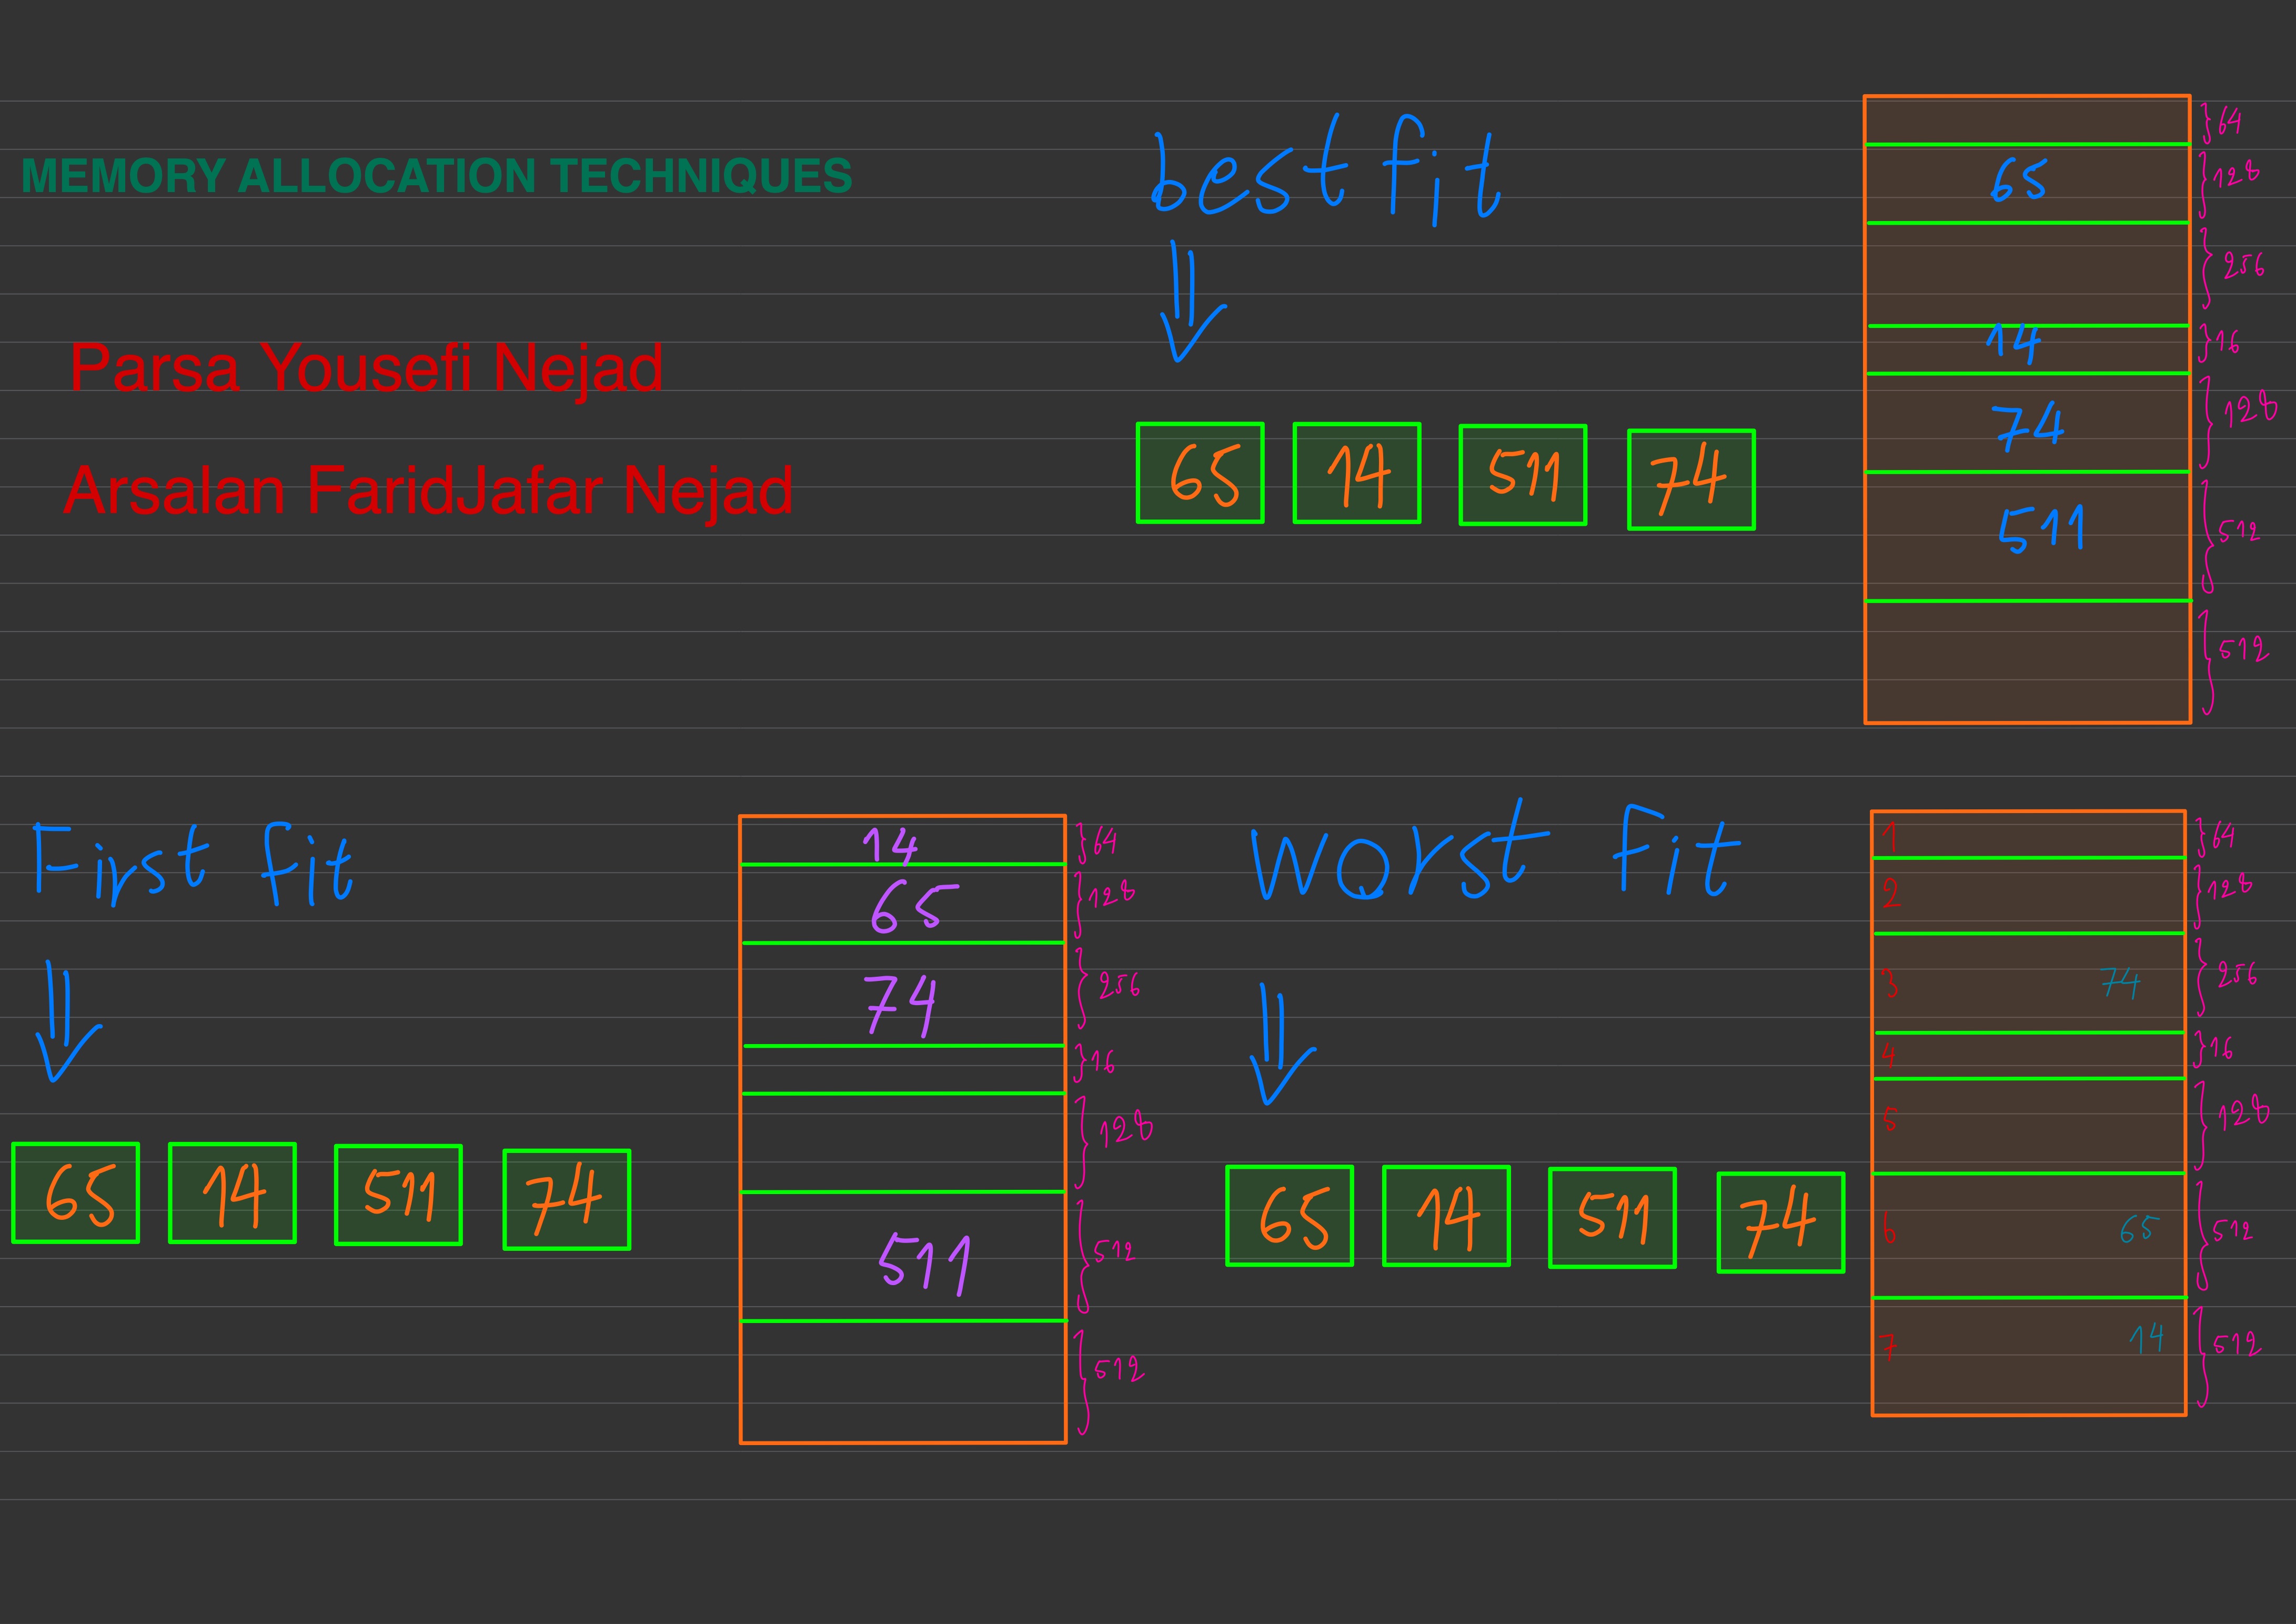 MEMORY ALLOCATION TECHNIQUES
Parsa Yousefi Nejad
Arsalan FaridJafar Nejad
best fit
65 14 511 74
64
65 128
256
14 16
74 128
511 512
512
First fit
65 14 511 74
14 64
65 128
74 256
16
128
511 512
512
Worst Fit
65 14 511 74
1 64
2 128
3 74 256
4 16
5 128
6 65 512
7 14 512